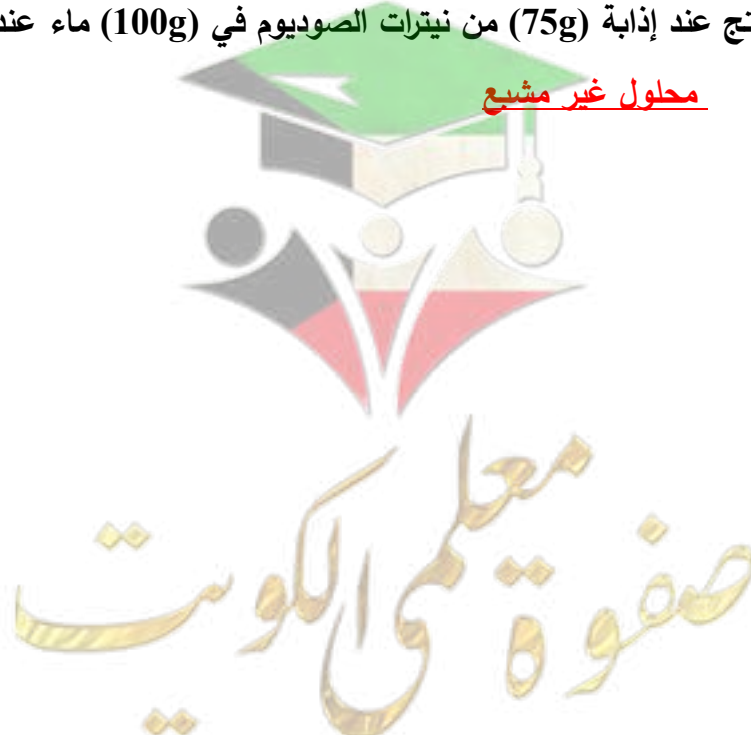 تج عند إذابة (75g) من نيترات الصوديوم في (100g) ماء عند
محلول غير مشبع
صفوة معلمي الكويت